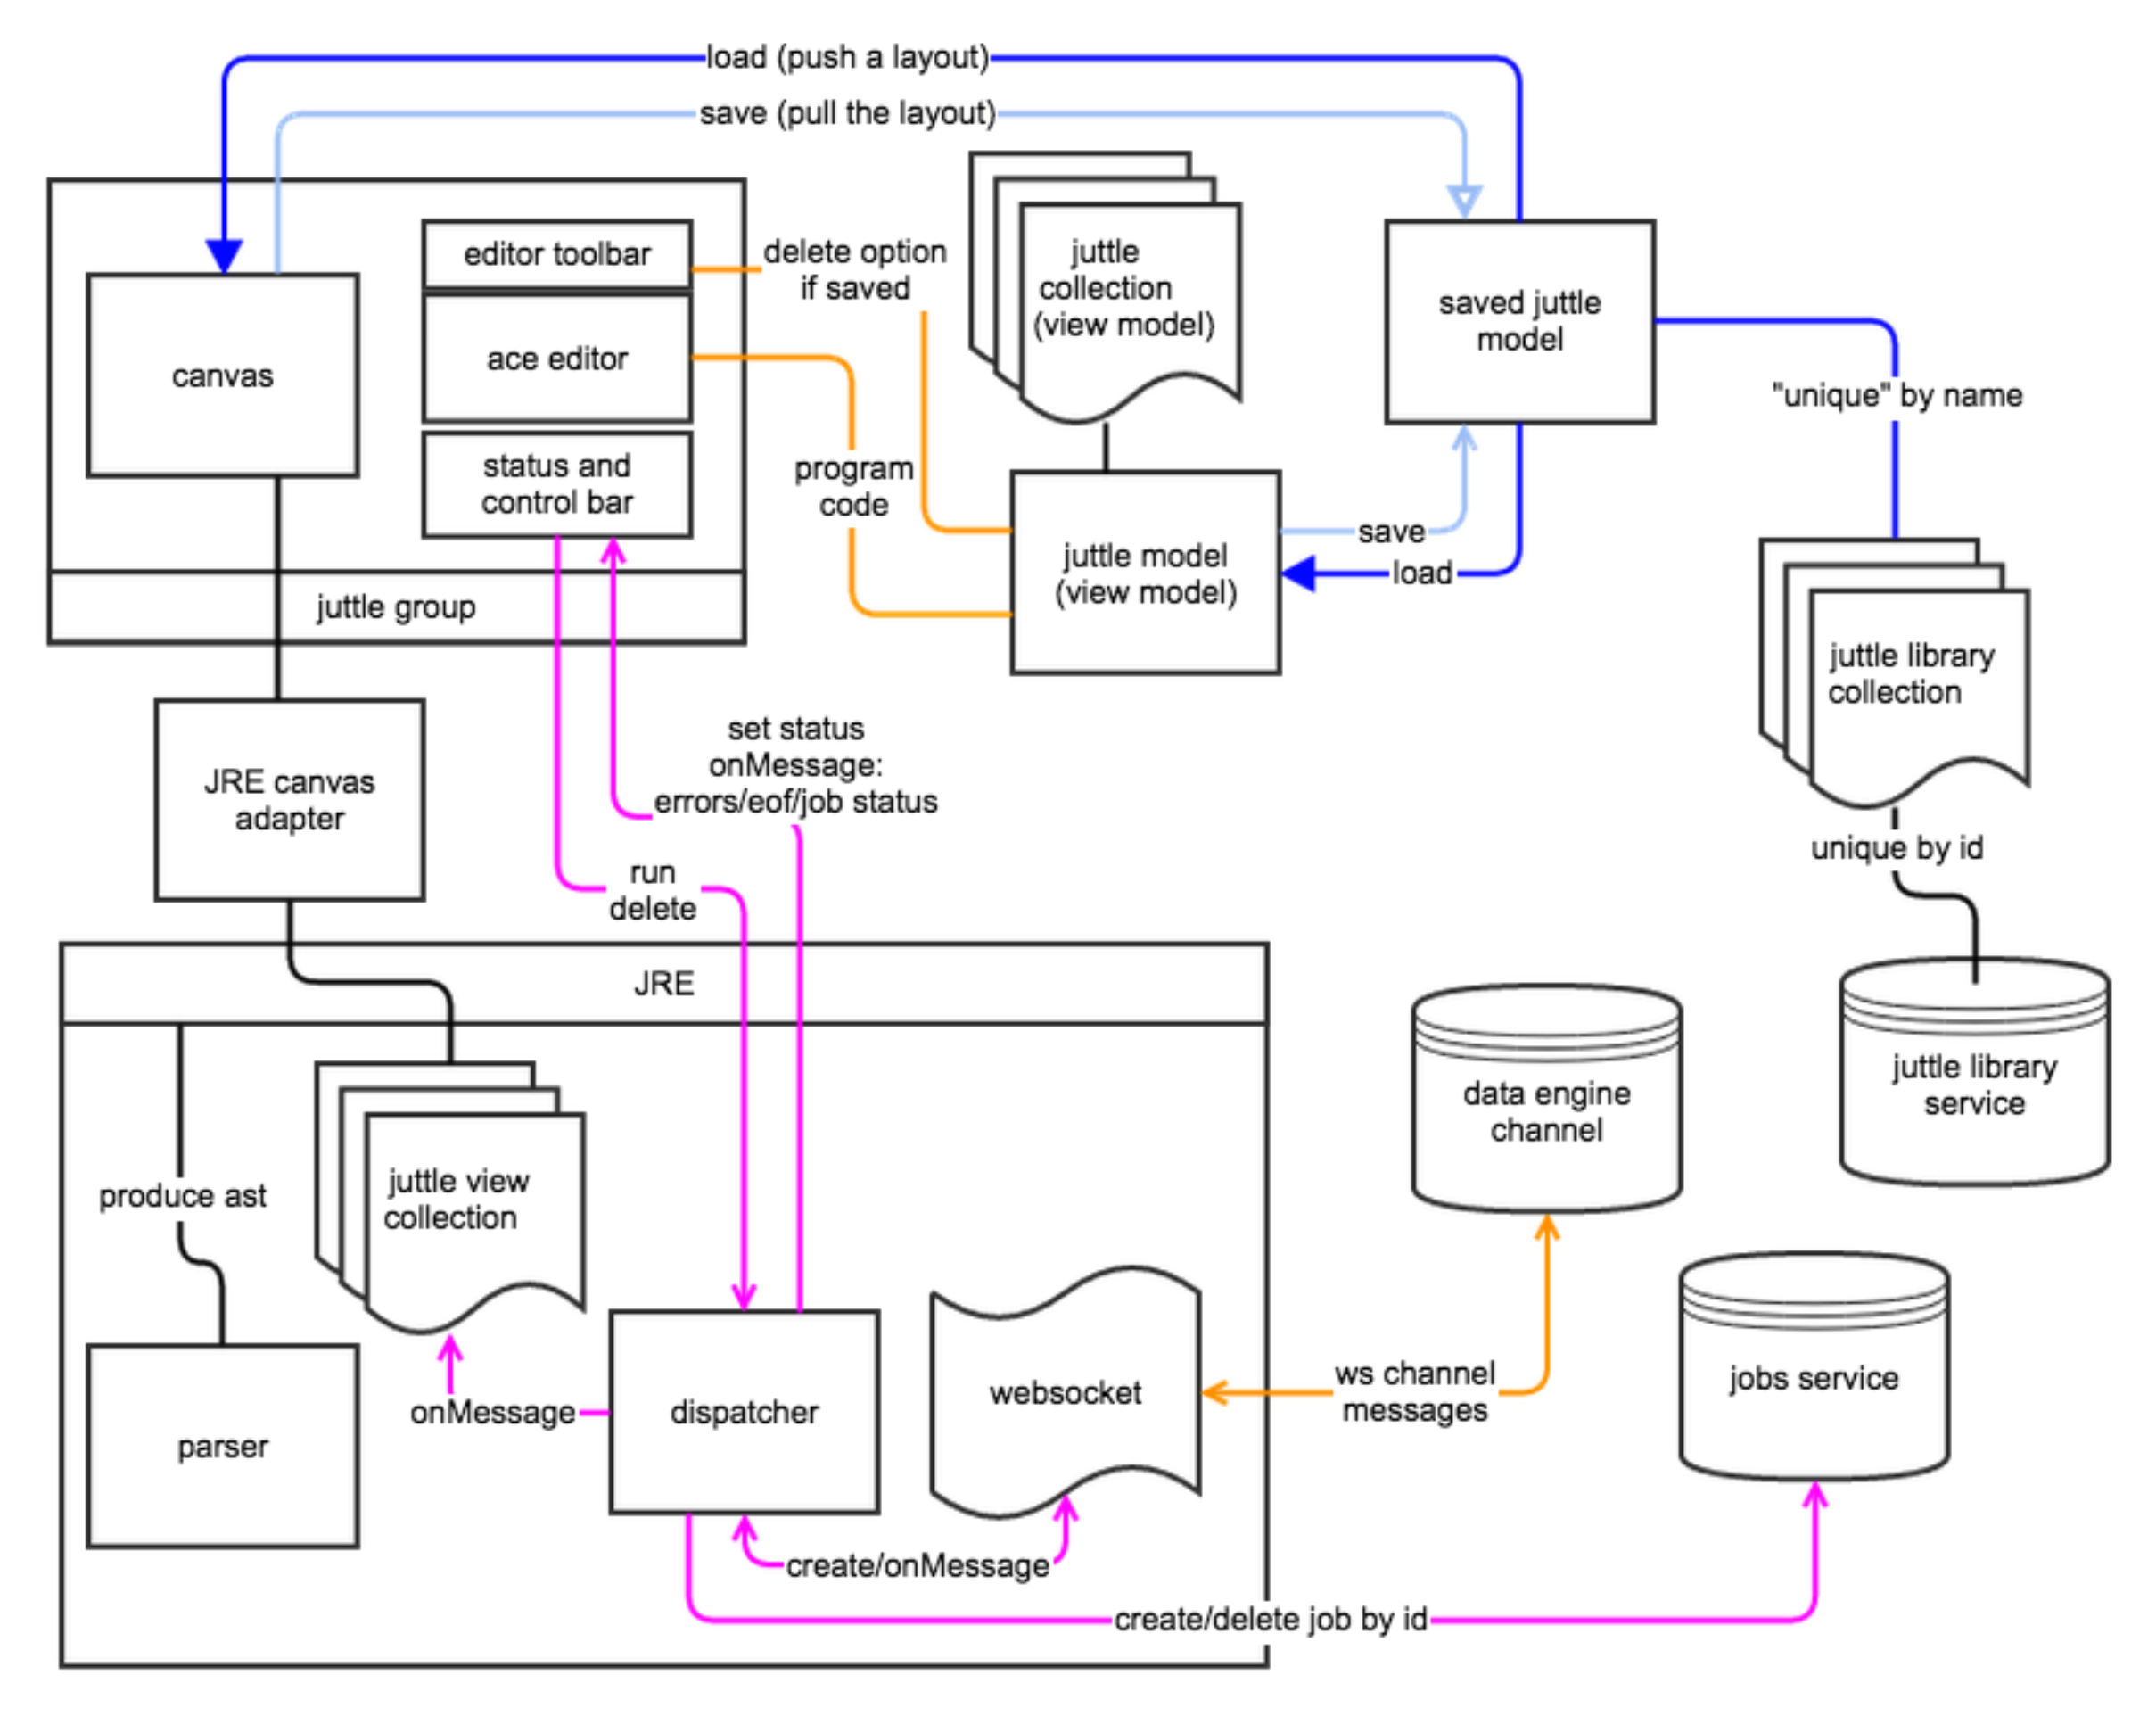 load (push a layout)
save (pull the layout)
editor toolbar
delete option
if saved
juttle
collection
(view model)
saved juttle
model
canvas
ace editor
"unique" by name
status and
control bar
program
code
juttle model
(view model)
save
load
juttle group
juttle library
collection
JRE canvas
adapter
set status
onMessage:
errors/eof/job status
unique by id
run
delete
JRE
data engine
channel
juttle library
service
produce ast
juttle view
collection
parser
onMessage
dispatcher
websocket
ws channel
messages
jobs service
create/onMessage
create/delete job by id